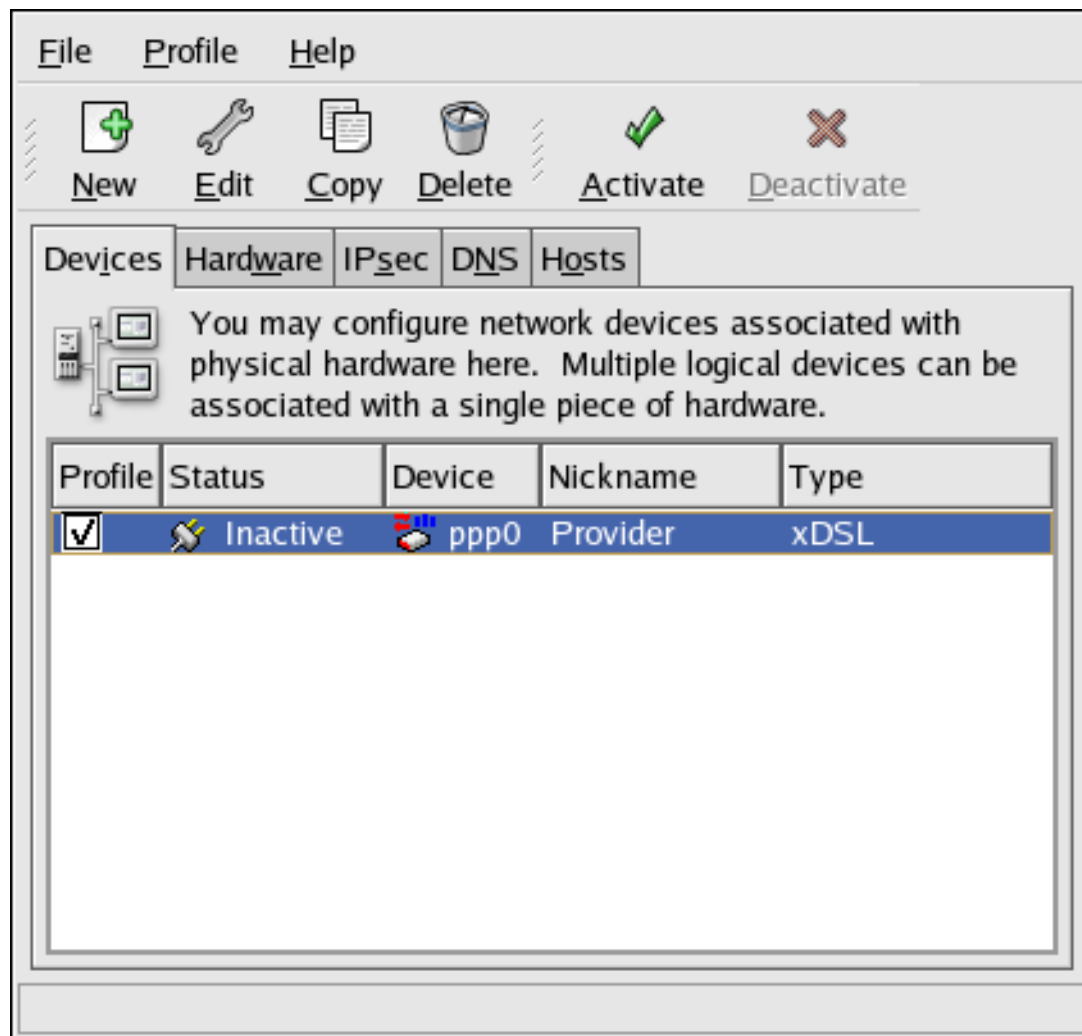 File Profile Help
New Edit Copy Delete Activate Deactivate
Devices Hardware IPsec DNS Hosts
You may configure network devices associated with
physical hardware here.  Multiple logical devices can be
associated with a single piece of hardware.
Profile Status Device Nickname Type
Inactive ppp0 Provider xDSL